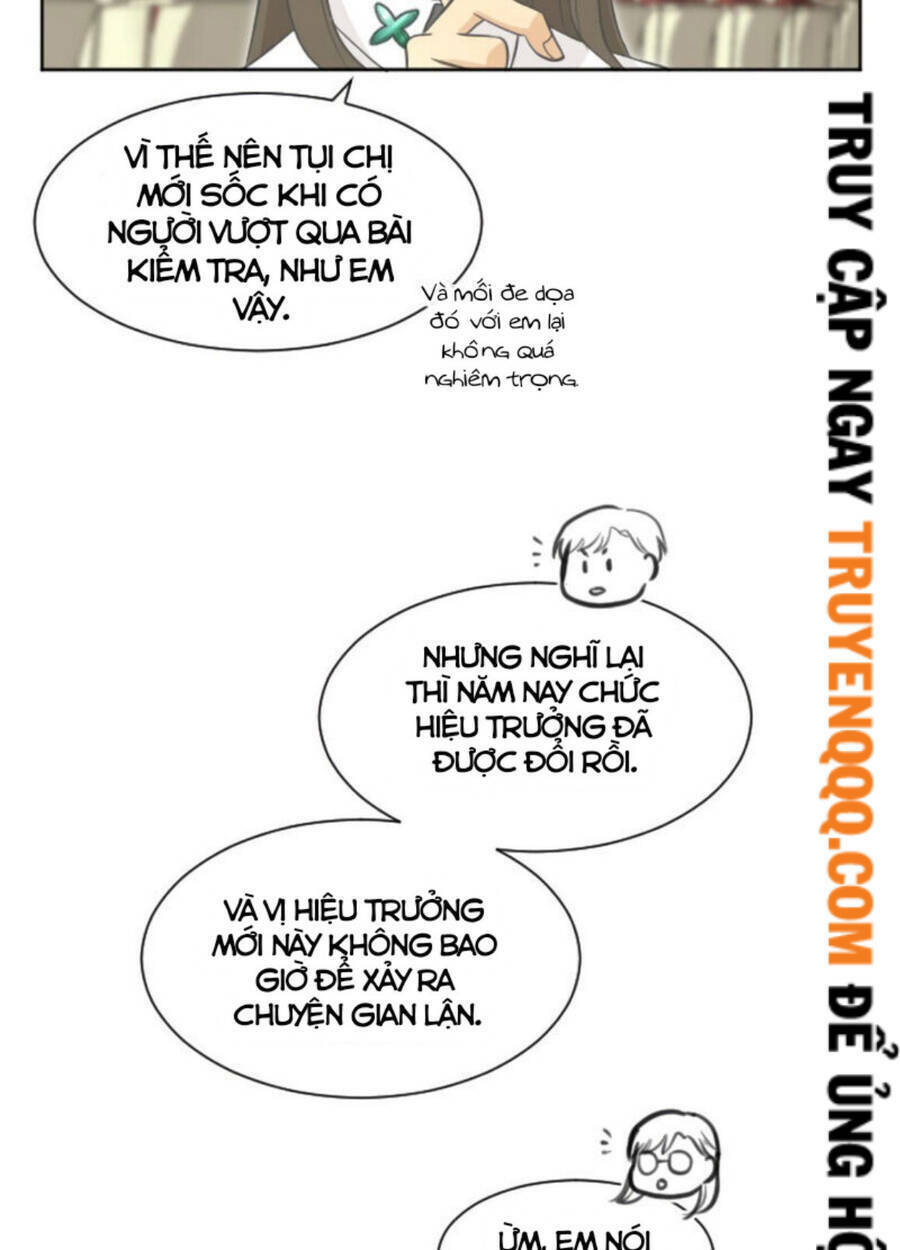 VÌ THẾ NÊN TỤI CHỊ
MỚI SỐC KHI CÓ
NGƯỜI VƯỢT QUA BÀI
KIỂM TRA, NHƯ EM
VẬY.
Và mối đe dọa
đó với em lại
không quá
nghiêm trọng.
NHƯNG NGHĨ LẠI
THÌ NĂM NAY CHỨC
HIỆU TRƯỞNG ĐÃ
ĐƯỢC ĐỔI RỒI.
VÀ VỊ HIỆU TRƯỞNG
MỚI NÀY KHÔNG BAO
GIỜ ĐỂ XẢY RA
CHUYỆN GIAN LẬN.
ỪM, EM NÓI
TRUY CẬP NGAY TRUYENQQQ.COM ĐỂ ỦNG HỘ